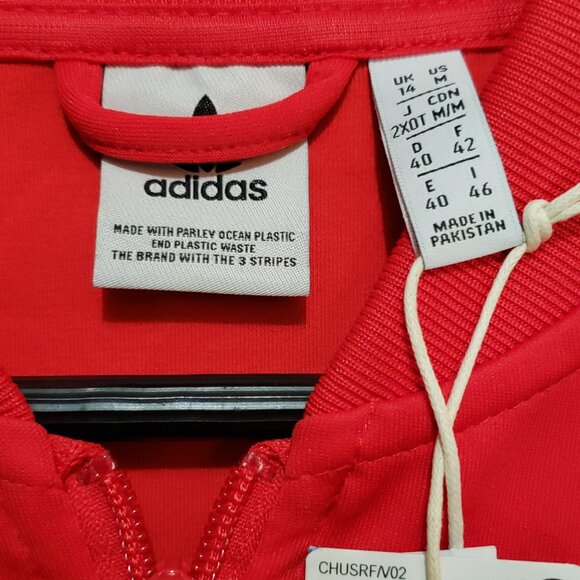 adidas
MADE WITH PARLEY OCEAN PLASTIC
END PLASTIC WASTE
THE BRAND WITH THE 3 STRIPES
UK US
14 M
J CDN
2XOT M/M
D F
40 42
E I
40 46
MADE IN
PAKISTAN
CHUSRF/V02